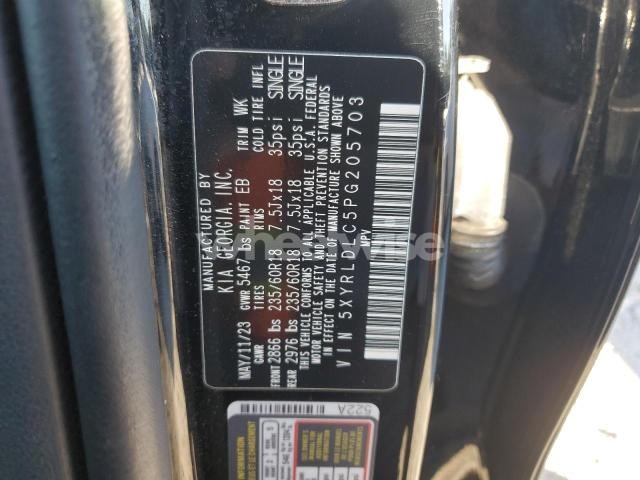 MANUFACTURED BY
KIA GEORGIA, INC.
MAY/11/23 GVWR 5467 lbs PAINT EB TRIM WK
GAWR TIRES RIMS COLD TIRE INFL
FRONT 2866 lbs 235/60R18 7.5Jx18 35psi SINGLE
REAR 2976 lbs 235/60R18 7.5Jx18 35psi SINGLE
THIS VEHICLE CONFORMS TO ALL APPLICABLE U.S.A. FEDERAL
MOTOR VEHICLE SAFETY AND THEFT PREVENTION STANDARDS
IN EFFECT ON THE DATE OF MANUFACTURE SHOWN ABOVE
VIN 5XYRLD C5PG205703
MPV
522A